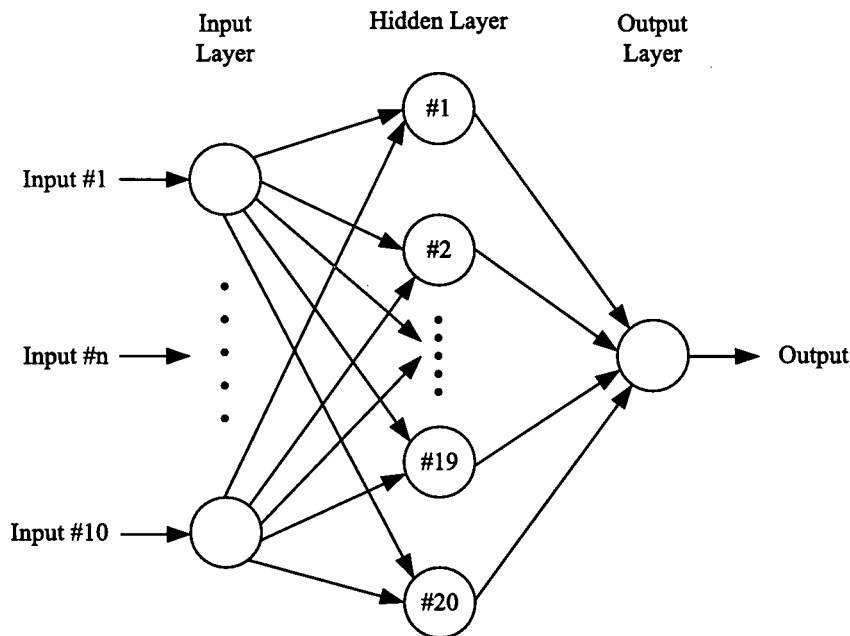 Input
Layer
Hidden Layer
Output
Layer
#1
Input #1
#2
Input #n
Output
#19
Input #10
#20